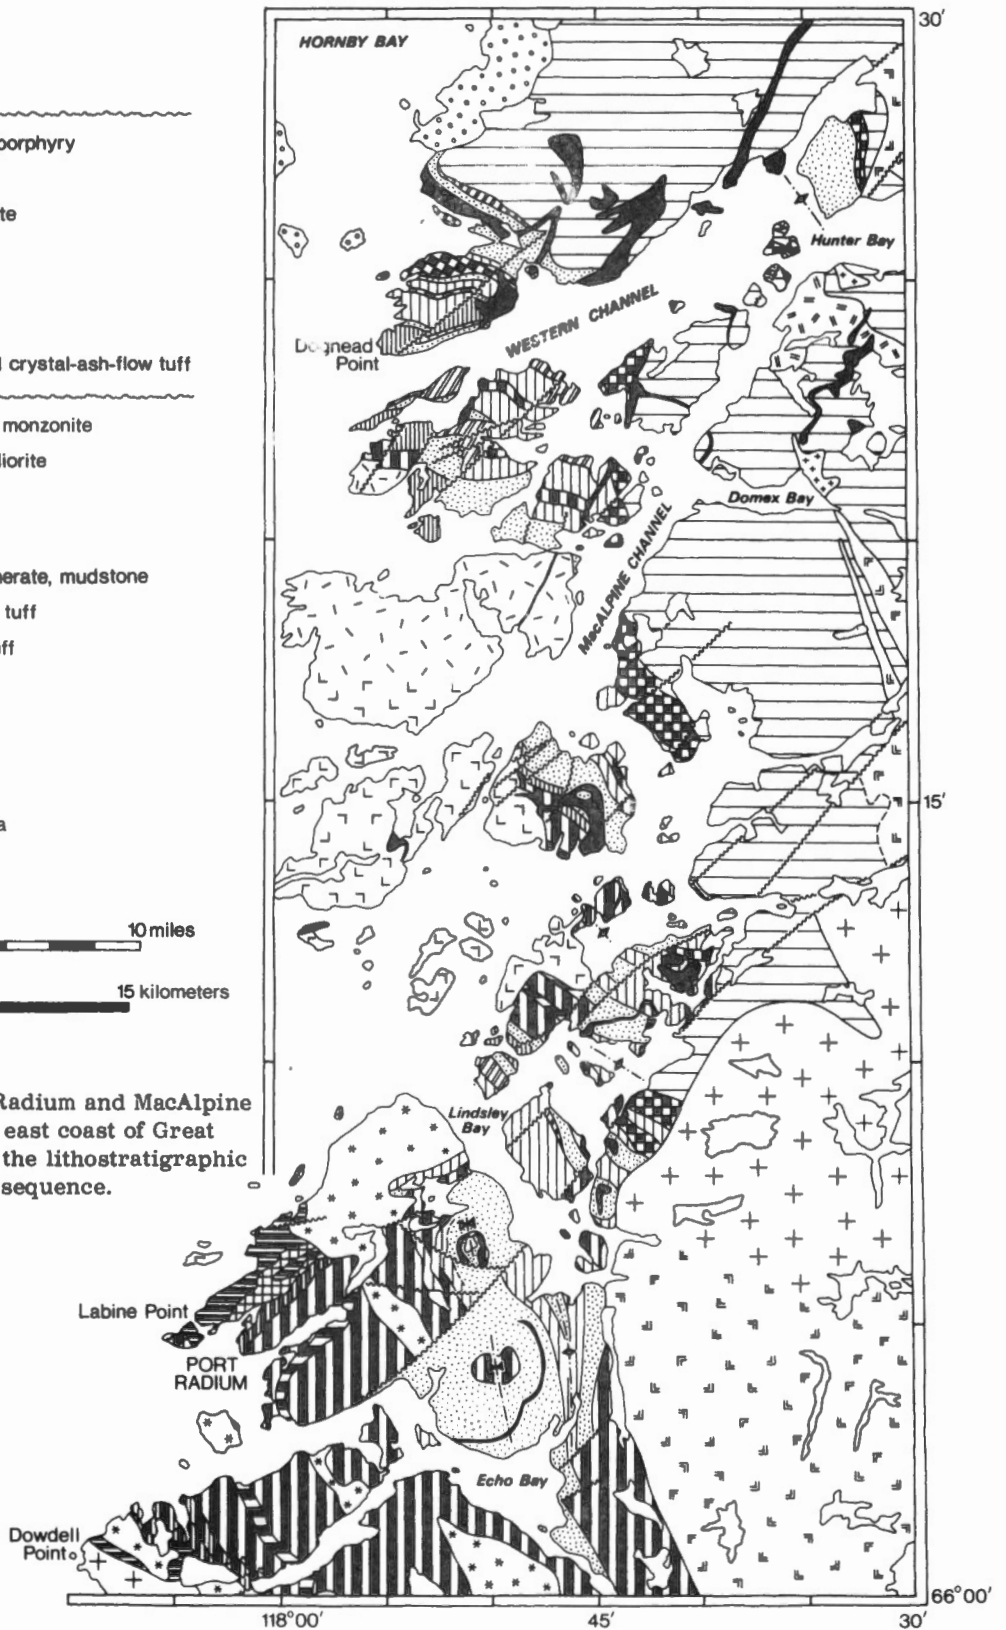 porphyry
te
crystal-ash-flow tuff
monzonite
liorite
nerate, mudstone
tuff
ff
a
10 miles
15 kilometers
Radium and MacAlpine
east coast of Great
the lithostratigraphic
sequence.
HORNBY BAY
30'
Hunter Bay
WESTERN CHANNEL
Point
Domex Bay
MacALPINE CHANNEL
15'
Lindsley
Bay
Labine Point
PORT
RADIUM
Echo Bay
Dowdell
Point
66°00'
118°00'
45'
30'